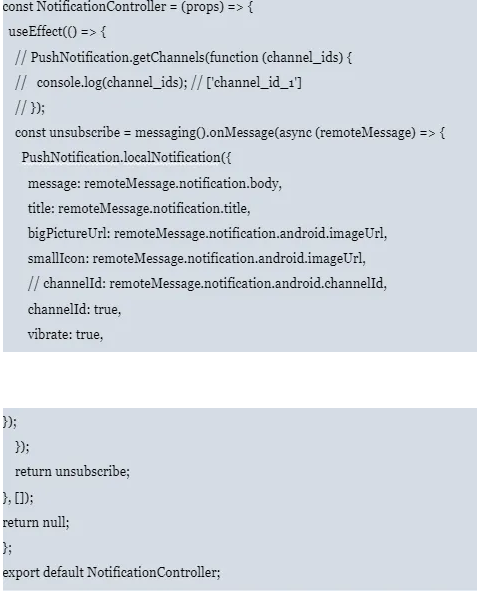 const NotificationController = (props) => {
useEffect(() => {
// PushNotification.getChannels(function (channel_ids) {
// console.log(channel_ids); // ['channel_id_1']
// });
const unsubscribe = messaging().onMessage(async (remoteMessage) => {
PushNotification.localNotification({
message: remoteMessage.notification.body,
title: remoteMessage.notification.title,
bigPictureUrl: remoteMessage.notification.android.imageUrl,
smallIcon: remoteMessage.notification.android.imageUrl,
// channelId: remoteMessage.notification.android.channelId,
channelId: true,
vibrate: true,
});
});
return unsubscribe;
}, []);
return null;
};
export default NotificationController;